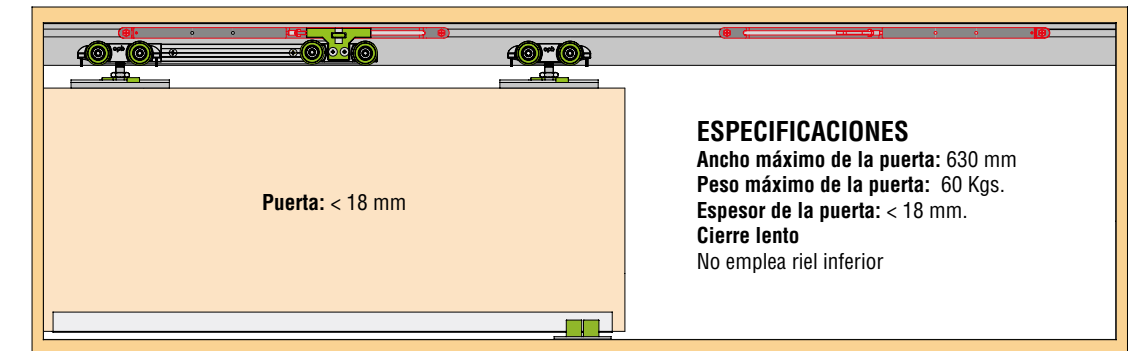 ESPECIFICACIONES
Ancho máximo de la puerta: 630 mm
Peso máximo de la puerta: 60 Kgs.
Puerta: < 18 mm
Espesor de la puerta: < 18 mm.
Cierre lento
No emplea riel inferior